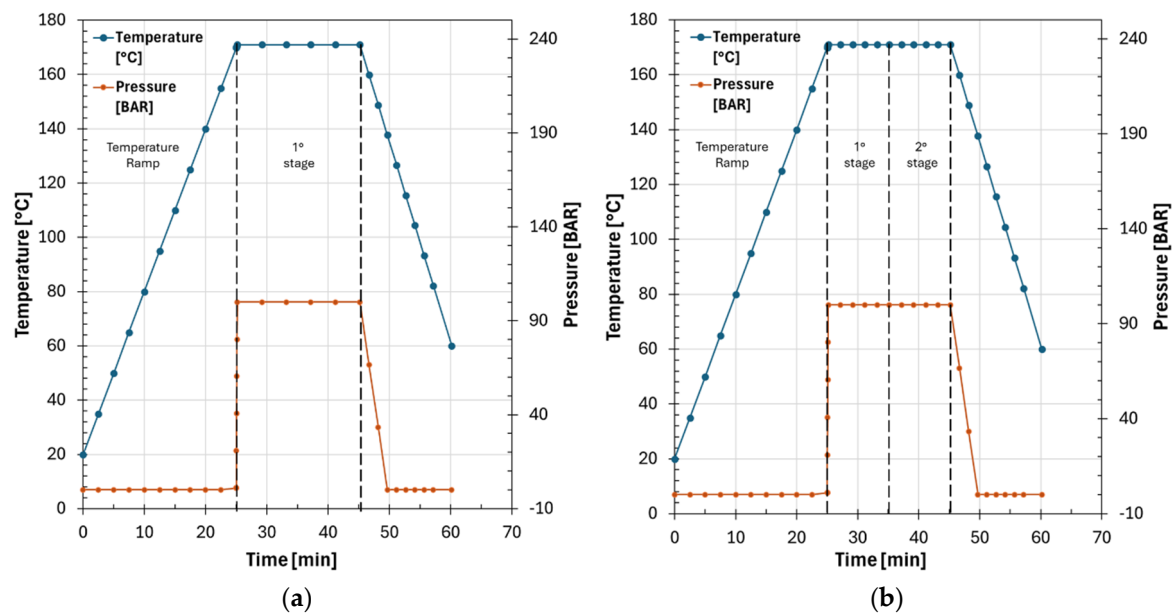 180
160
140
120
100
80
60
40
20
0
Temperature [°C]
Temperature
[°C]
Pressure
[BAR]
Temperature
Ramp
1°
stage
240
190
140
90
40
-10
Pressure [BAR]
0 10 20 30 40 50 60 70
Time [min]
(a)
180
160
140
120
100
80
60
40
20
0
Temperature [°C]
Temperature
[°C]
Pressure
[BAR]
Temperature
Ramp
1°
stage
2°
stage
240
190
140
90
40
-10
Pressure [BAR]
0 10 20 30 40 50 60 70
Time [min]
(b)